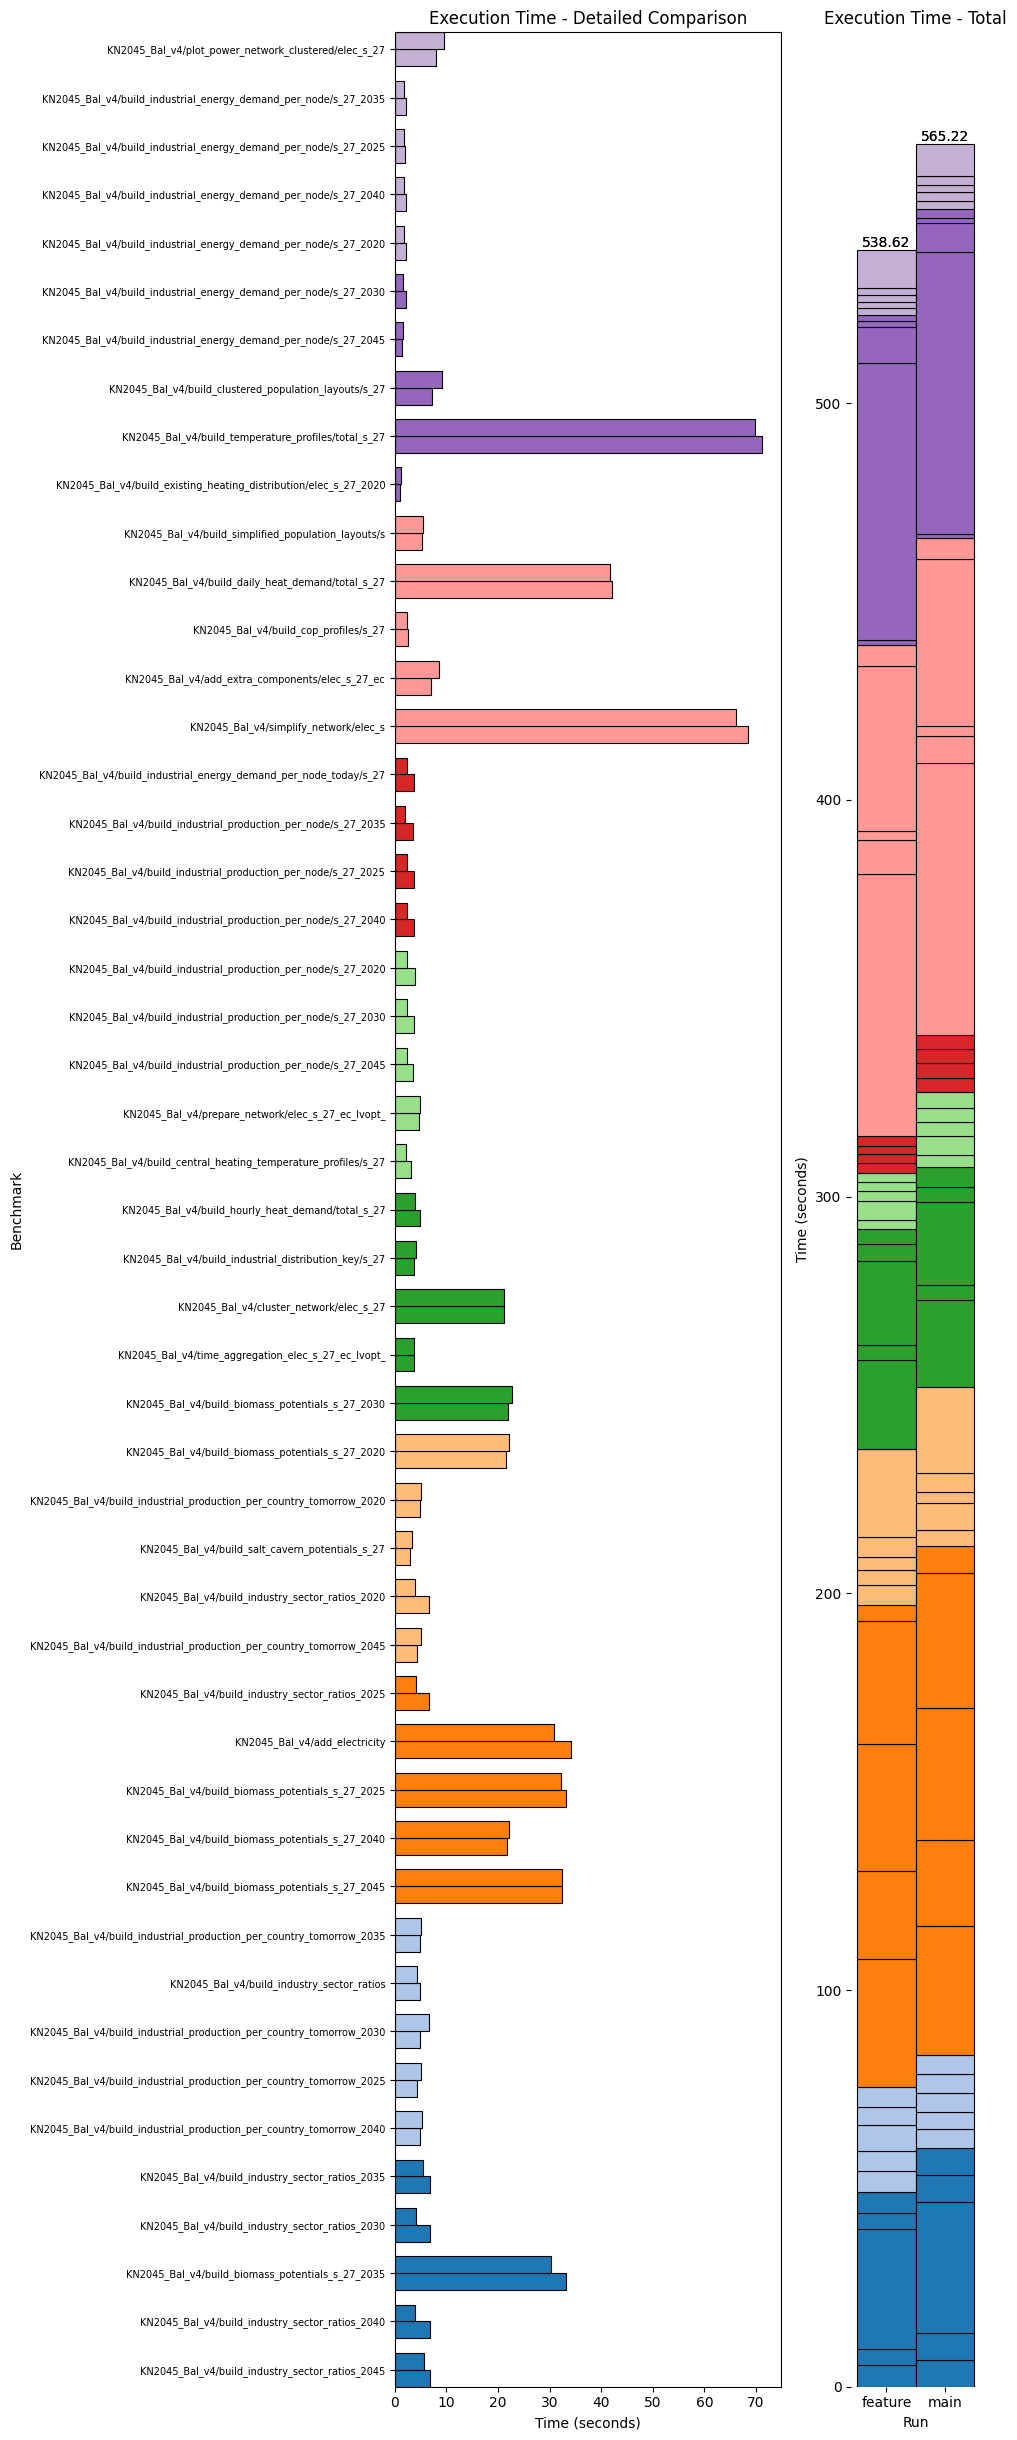 Execution Time - Detailed Comparison
Execution Time - Total
KN2045_Bal_v4/plot_power_network_clustered/elec_s_27
KN2045_Bal_v4/build_industrial_energy_demand_per_node/s_27_2035
KN2045_Bal_v4/build_industrial_energy_demand_per_node/s_27_2025
KN2045_Bal_v4/build_industrial_energy_demand_per_node/s_27_2040
KN2045_Bal_v4/build_industrial_energy_demand_per_node/s_27_2020
KN2045_Bal_v4/build_industrial_energy_demand_per_node/s_27_2030
KN2045_Bal_v4/build_industrial_energy_demand_per_node/s_27_2045
KN2045_Bal_v4/build_clustered_population_layouts/s_27
KN2045_Bal_v4/build_temperature_profiles/total_s_27
KN2045_Bal_v4/build_existing_heating_distribution/elec_s_27_2020
KN2045_Bal_v4/build_simplified_population_layouts/s
KN2045_Bal_v4/build_daily_heat_demand/total_s_27
KN2045_Bal_v4/build_cop_profiles/s_27
KN2045_Bal_v4/add_extra_components/elec_s_27_ec
KN2045_Bal_v4/simplify_network/elec_s
KN2045_Bal_v4/build_industrial_energy_demand_per_node_today/s_27
KN2045_Bal_v4/build_industrial_production_per_node/s_27_2035
KN2045_Bal_v4/build_industrial_production_per_node/s_27_2025
KN2045_Bal_v4/build_industrial_production_per_node/s_27_2040
KN2045_Bal_v4/build_industrial_production_per_node/s_27_2020
KN2045_Bal_v4/build_industrial_production_per_node/s_27_2030
KN2045_Bal_v4/build_industrial_production_per_node/s_27_2045
KN2045_Bal_v4/prepare_network/elec_s_27_ec_lvopt_
KN2045_Bal_v4/build_central_heating_temperature_profiles/s_27
KN2045_Bal_v4/build_hourly_heat_demand/total_s_27
KN2045_Bal_v4/build_industrial_distribution_key/s_27
KN2045_Bal_v4/cluster_network/elec_s_27
KN2045_Bal_v4/time_aggregation_elec_s_27_ec_lvopt_
KN2045_Bal_v4/build_biomass_potentials_s_27_2030
KN2045_Bal_v4/build_biomass_potentials_s_27_2020
KN2045_Bal_v4/build_industrial_production_per_country_tomorrow_2020
KN2045_Bal_v4/build_salt_cavern_potentials_s_27
KN2045_Bal_v4/build_industry_sector_ratios_2020
KN2045_Bal_v4/build_industrial_production_per_country_tomorrow_2045
KN2045_Bal_v4/build_industry_sector_ratios_2025
KN2045_Bal_v4/add_electricity
KN2045_Bal_v4/build_biomass_potentials_s_27_2025
KN2045_Bal_v4/build_biomass_potentials_s_27_2040
KN2045_Bal_v4/build_biomass_potentials_s_27_2045
KN2045_Bal_v4/build_industrial_production_per_country_tomorrow_2035
KN2045_Bal_v4/build_industry_sector_ratios
KN2045_Bal_v4/build_industrial_production_per_country_tomorrow_2030
KN2045_Bal_v4/build_industrial_production_per_country_tomorrow_2025
KN2045_Bal_v4/build_industrial_production_per_country_tomorrow_2040
KN2045_Bal_v4/build_industry_sector_ratios_2035
KN2045_Bal_v4/build_industry_sector_ratios_2030
KN2045_Bal_v4/build_biomass_potentials_s_27_2035
KN2045_Bal_v4/build_industry_sector_ratios_2040
KN2045_Bal_v4/build_industry_sector_ratios_2045
Benchmark
0 10 20 30 40 50 60 70
Time (seconds)
565.22
538.62
500
400
300
200
100
0
Time (seconds)
feature main
Run